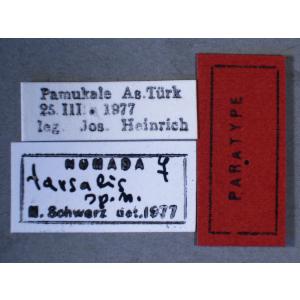 Pamukale As.Türk
25.III. 1977
leg. Jos. Heinrich
NOMADA ♀
tarsalis
sp.n.
M. Schwarz det.1977
PARATYPE